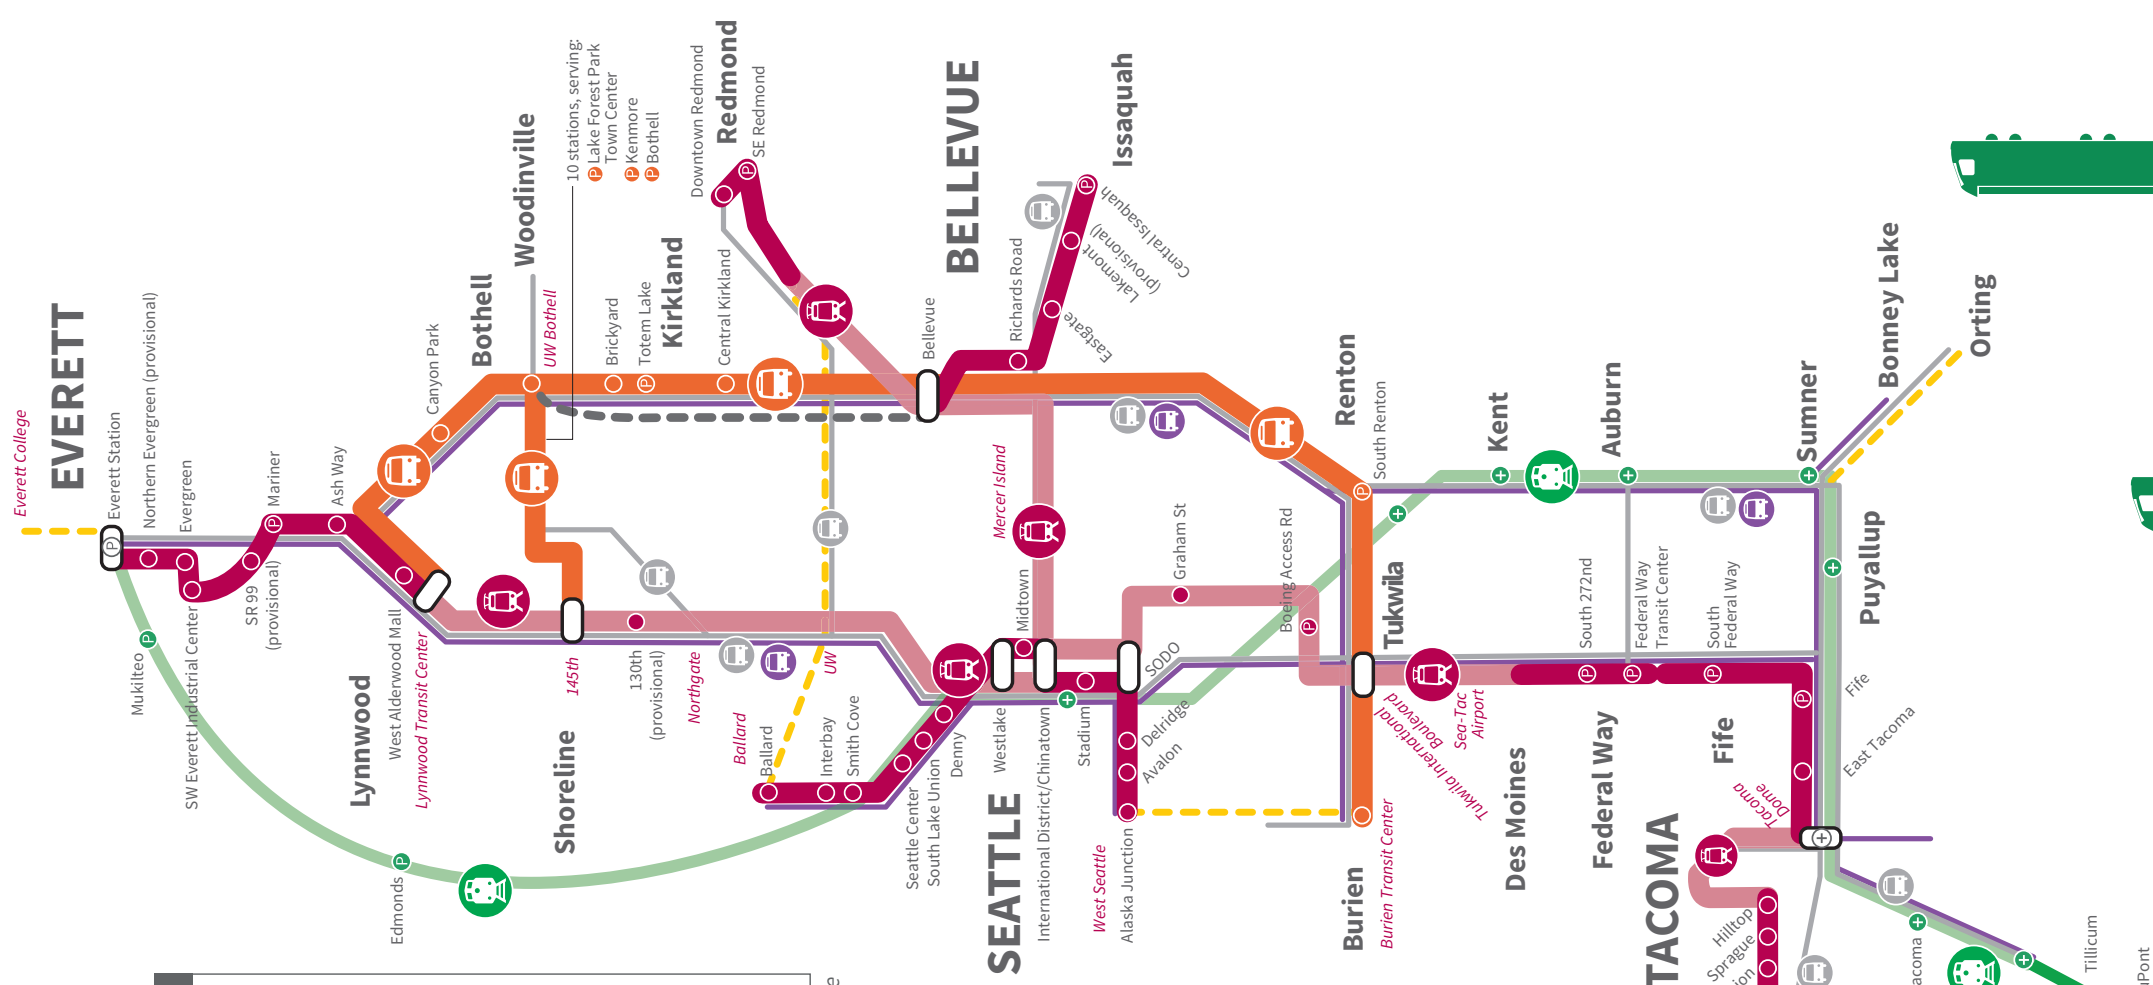 Everett College
EVERETT
Everett Station
Northern Evergreen (provisional)
Evergreen
SW Everett Industrial Center
SR 99
(provisional)
Mariner
Ash Way
Mukilteo
Edmonds
Lynnwood
West Alderwood Mall
Lynnwood Transit Center
Canyon Park
Bothell
Woodinville
UW Bothell
10 stations, serving:
P Lake Forest Park
Town Center
P Kenmore
P Bothell
Brickyard
Totem Lake
Kirkland
Central Kirkland
Downtown Redmond
Redmond
SE Redmond
Shoreline
145th
130th
(provisional)
Northgate
UW
Ballard
Ballard
Interbay
Smith Cove
Seattle Center
South Lake Union
Denny
Westlake
SEATTLE
Midtown
International District/Chinatown
Stadium
SODO
Mercer Island
Bellevue
BELLEVUE
Richards Road
Eastgate
Lakemont
(provisional)
Central Issaquah
Issaquah
West Seattle
Alaska Junction
Avalon
Delridge
Graham St
Boeing Access Rd
Renton
South Renton
Tukwila
Tukwila International
Boulevard
Burien
Burien Transit Center
Sea-Tac
Airport
Kent
Auburn
Sumner
Bonney Lake
Orting
Puyallup
Des Moines
South 272nd
Federal Way
Federal Way
Transit Center
South
Federal Way
Fife
Fife
East Tacoma
Tacoma
Dome
TACOMA
Hilltop
Sprague
ion
acoma
Tillicum
uPont
e
P
P
P
P
P
P
P
P
P
P
P
P
P
P